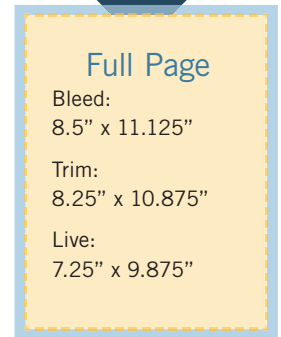 Full Page
Bleed:
8.5” x 11.125”
Trim:
8.25” x 10.875”
Live:
7.25” x 9.875”